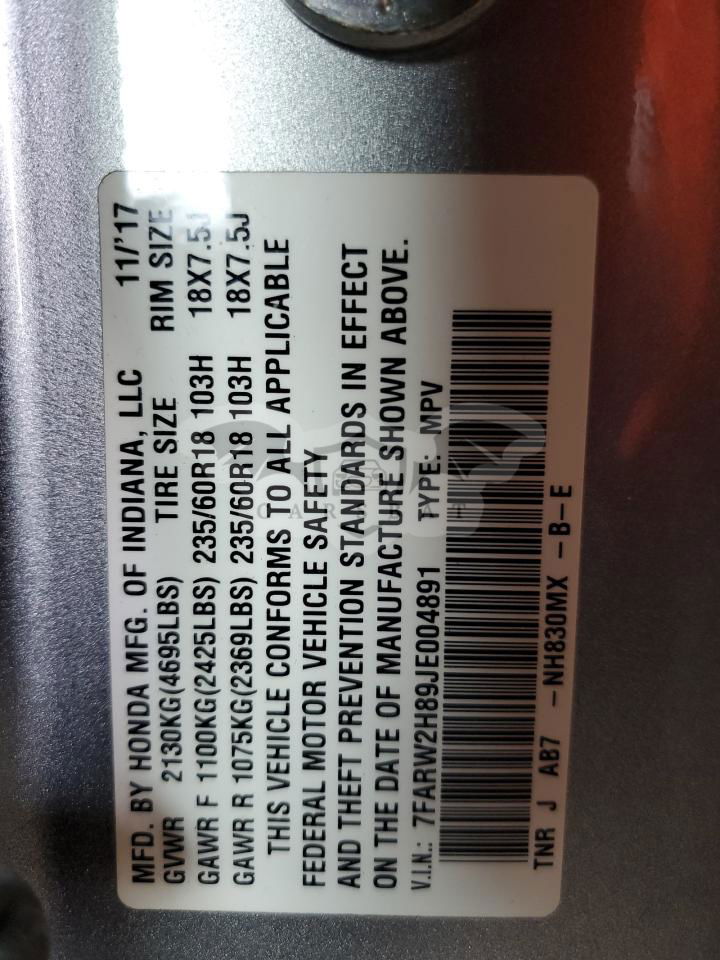 MFD. BY HONDA MFG. OF INDIANA, LLC 11/'17
GVWR 2130KG(4695LBS) TIRE SIZE RIM SIZE
GAWR F 1100KG(2425LBS) 235/60R18 103H 18X7.5J
GAWR R 1075KG(2369LBS) 235/60R18 103H 18X7.5J
THIS VEHICLE CONFORMS TO ALL APPLICABLE
FEDERAL MOTOR VEHICLE SAFETY
AND THEFT PREVENTION STANDARDS IN EFFECT
ON THE DATE OF MANUFACTURE SHOWN ABOVE.
V.I.N.: 7FARW2H89JE004891 TYPE: MPV
TNR J AB7 -NH830MX -B-E
CARCBAT